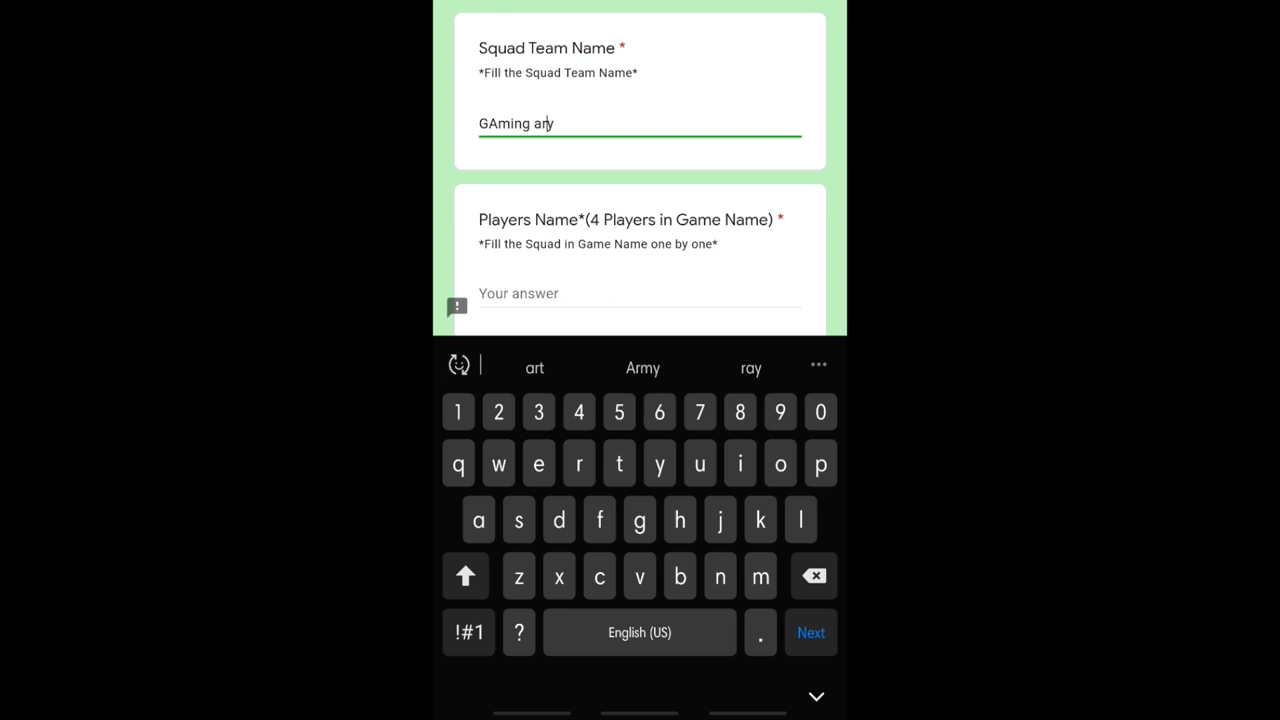 Squad Team Name *
*Fill the Squad Team Name*
GAming ary
Players Name*(4 Players in Game Name) *
*Fill the Squad in Game Name one by one*
Your answer
art Army ray
1 2 3 4 5 6 7 8 9 0
q w e r t y u i o p
a s d f g h j k l
z x c v b n m
!#1 ? English (US) . Next